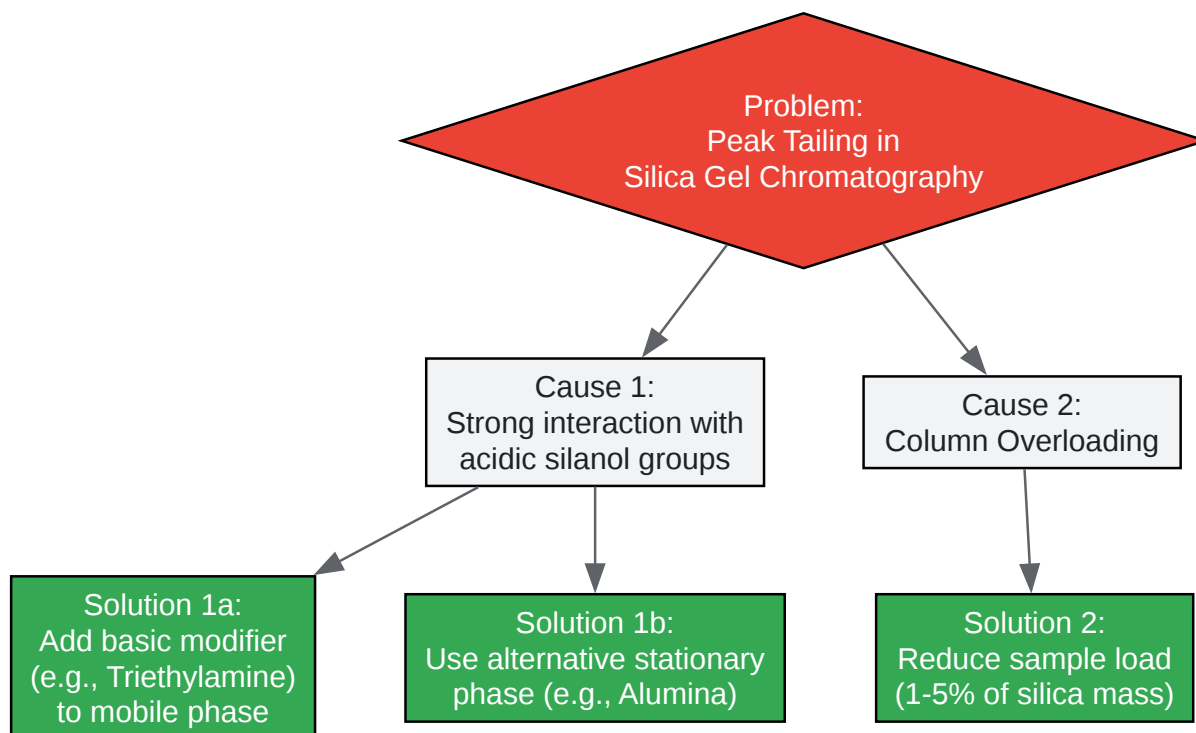 Problem:
Peak Tailing in
Silica Gel Chromatography
Cause 1:
Strong interaction with
acidic silanol groups
Cause 2:
Column Overloading
Solution 1a:
Add basic modifier
(e.g., Triethylamine)
to mobile phase
Solution 1b:
Use alternative stationary
phase (e.g., Alumina)
Solution 2:
Reduce sample load
(1-5% of silica mass)